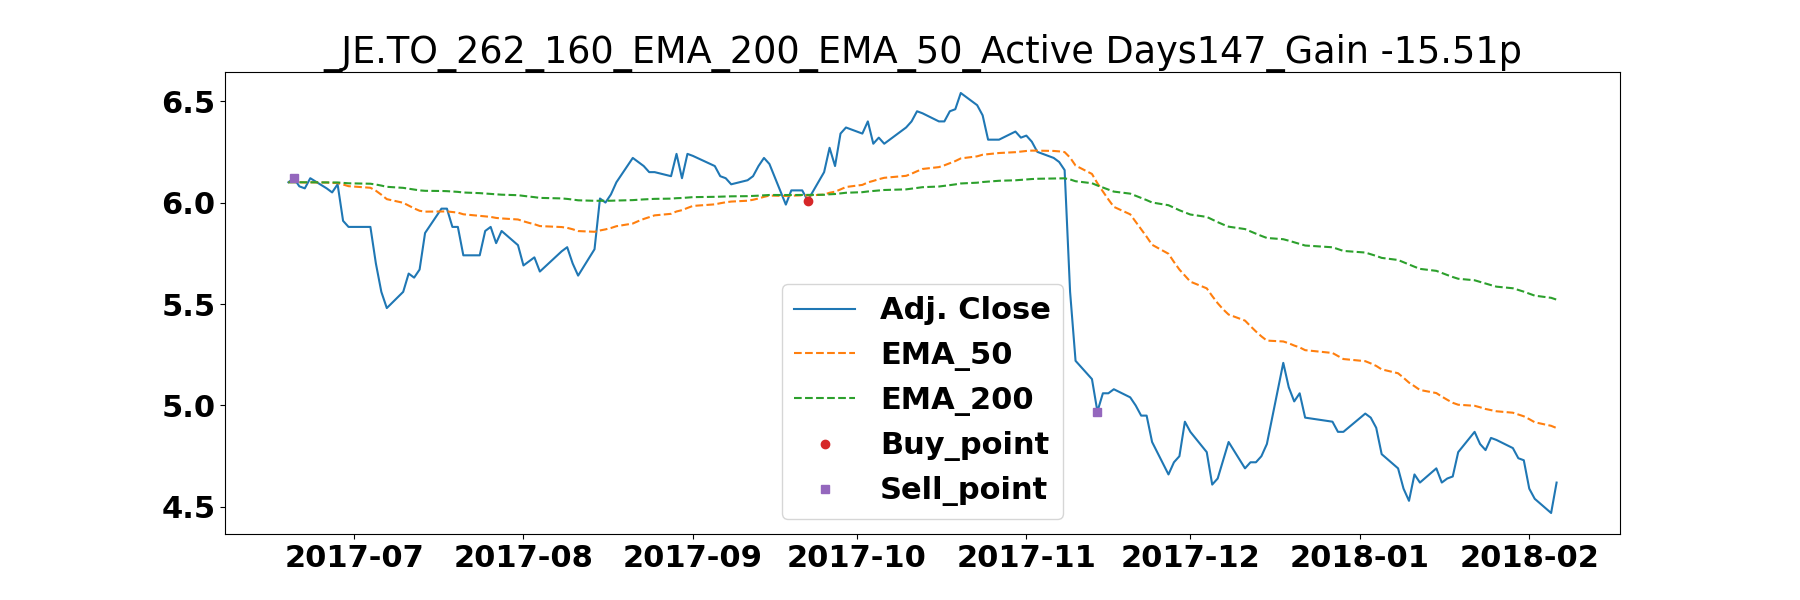 _JE.TO_262_160_EMA_200_EMA_50_Active Days147_Gain -15.51p
6.5
6.0
5.5
5.0
4.5
Adj. Close
EMA_50
EMA_200
Buy_point
Sell_point
2017-07 2017-08 2017-09 2017-10 2017-11 2017-12 2018-01 2018-02